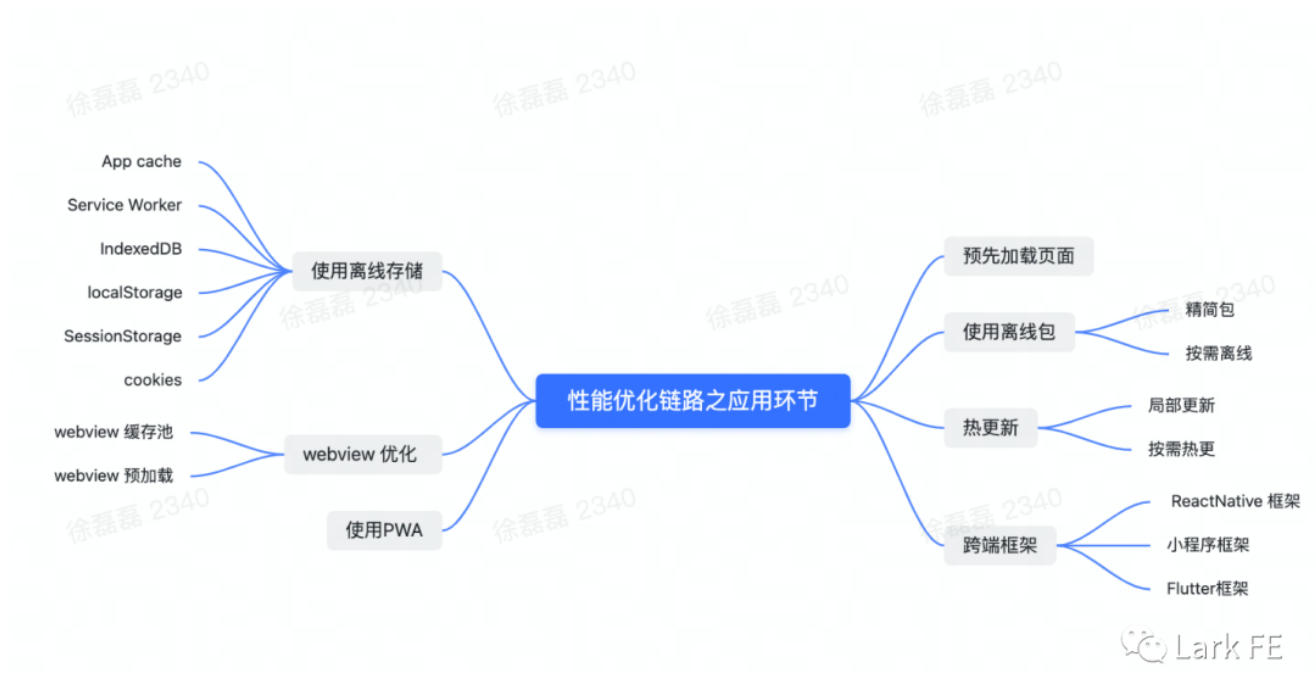 徐磊磊 2340
徐磊磊 2340
徐磊磊 2340
App cache
Service Worker
IndexedDB
localStorage
SessionStorage
cookies
使用离线存储
徐磊磊 2340
webview 缓存池
webview 预加载
webview 优化
徐磊磊 2340
使用PWA
徐磊磊 2340
性能优化链路之应用环节
徐磊磊 2340
预先加载页面
使用离线包
精简包
按需离线
徐磊磊 2340
热更新
局部更新
按需热更
跨端框架
徐磊磊 2340
ReactNative 框架
小程序框架
Flutter框架
Lark FE